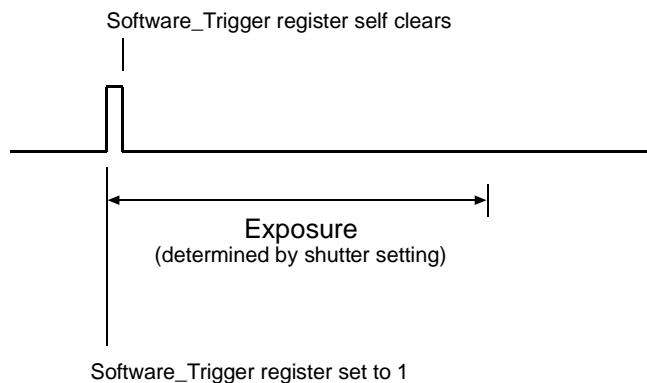 Software_Trigger register self clears
Exposure
(determined by shutter setting)
Software_Trigger register set to 1